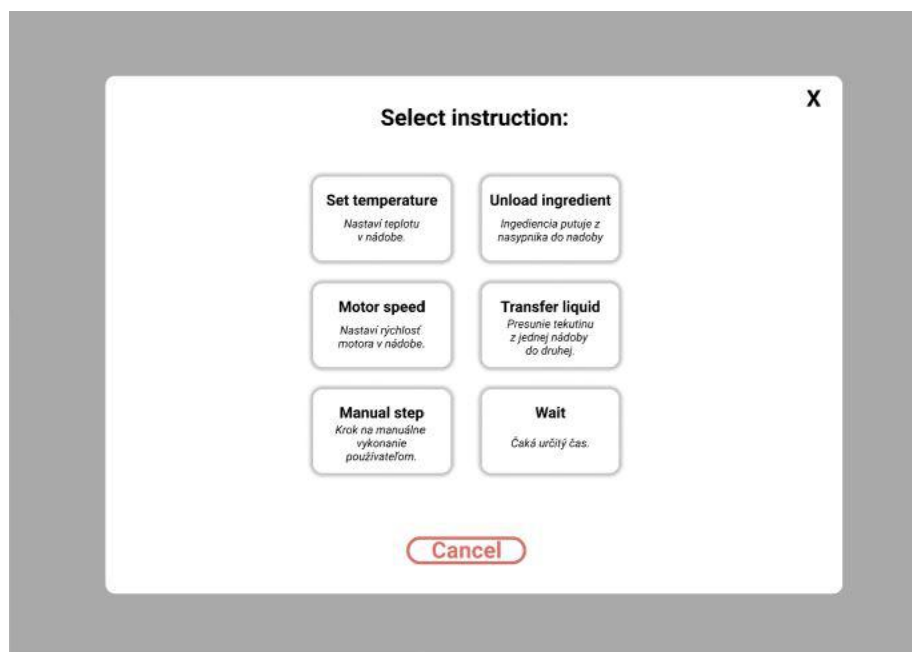 X
Select instruction:
Set temperature
Nastaví teplotu
v nádobe.
Unload ingredient
Ingediencia putuje z
nasypnika do nadoby
Motor speed
Nastaví rýchlosť
motora v nádobe.
Transfer liquid
Presunie tekutinu
z jednej nádoby
do druhej.
Manual step
Krok na manuálne
vykonanie
používateľom.
Wait
Čaká určitý čas.
Cancel